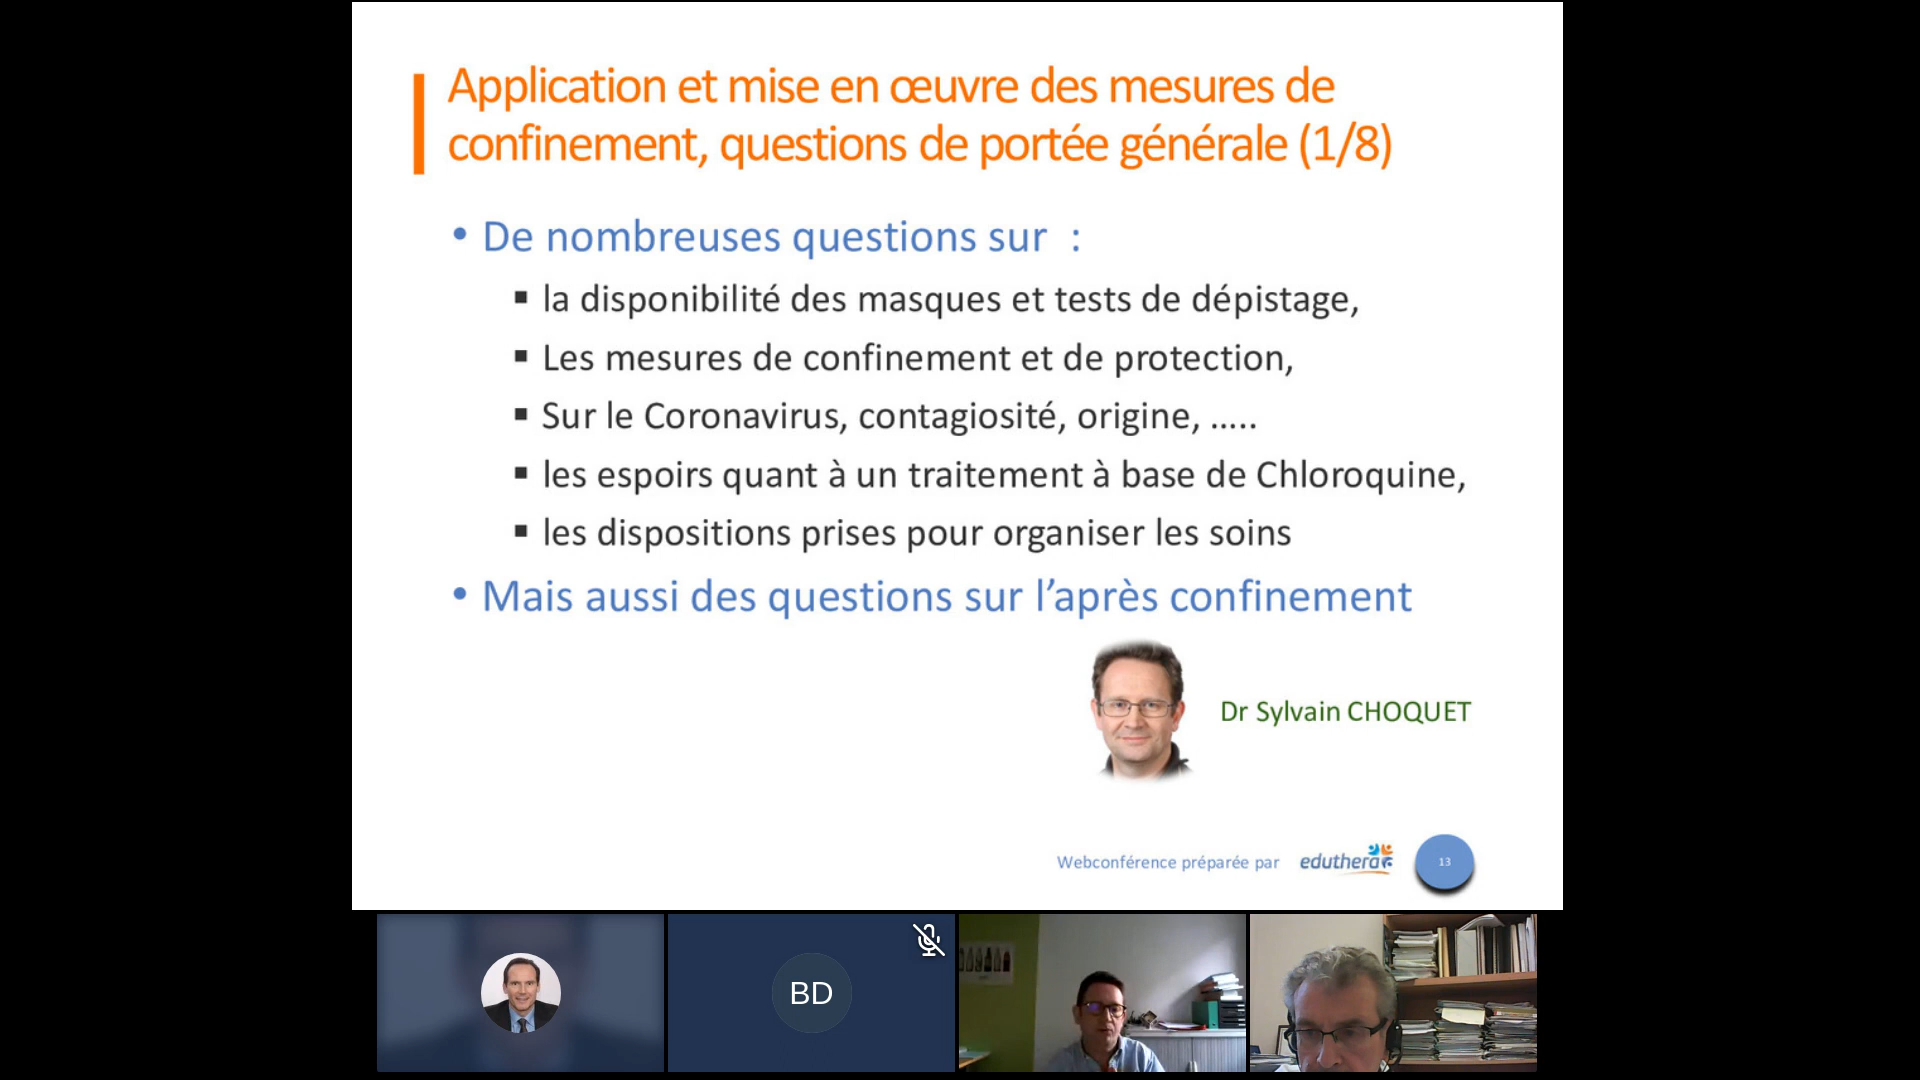 Application et mise en œuvre des mesures de
confinement, questions de portée générale (1/8)
• De nombreuses questions sur  :
▪ la disponibilité des masques et tests de dépistage,
▪ Les mesures de confinement et de protection,
▪ Sur le Coronavirus, contagiosité, origine, …..
▪ les espoirs quant à un traitement à base de Chloroquine,
▪ les dispositions prises pour organiser les soins
• Mais aussi des questions sur l’après confinement
Dr Sylvain CHOQUET
Webconférence préparée par
eduthera
13
BD